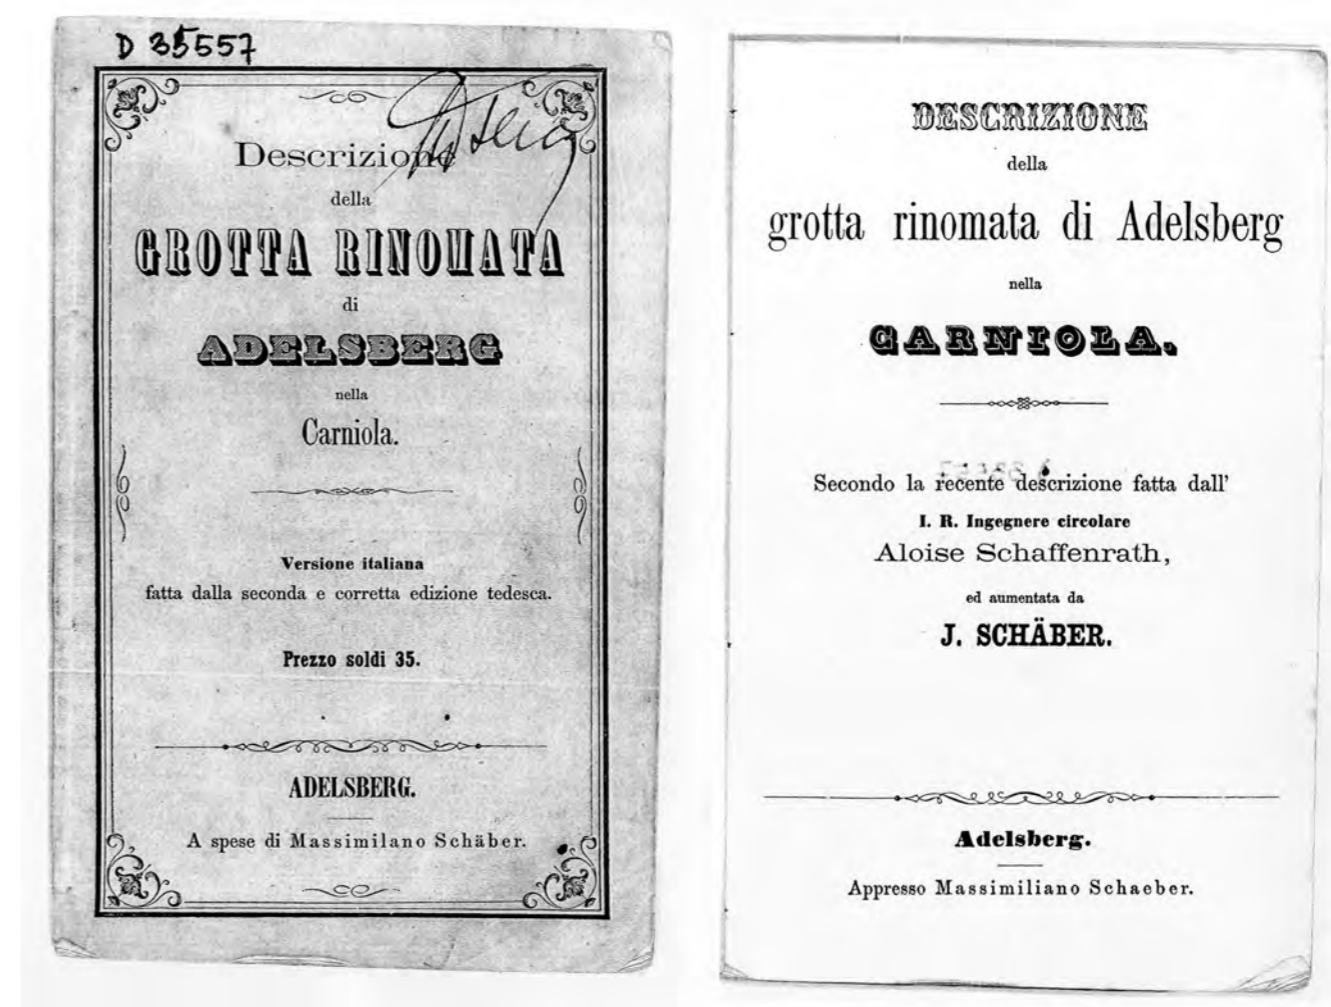 D 35557
Descrizione
della
GROTTA RINOMATA
di
ADELSBERG
nella
Carniola.
Versione italiana
fatta dalla seconda e corretta edizione tedesca.
Prezzo soldi 35.
ADELSBERG.
A spese di Massimilano Schäber.
DESCRIZIONE
della
grotta rinomata di Adelsberg
nella
CARNIOLA.
Secondo la recente descrizione fatta dall'
I. R. Ingegnere circolare
Aloise Schaffenrath,
ed aumentata da
J. SCHÄBER.
Adelsberg.
Appresso Massimiliano Schaeber.